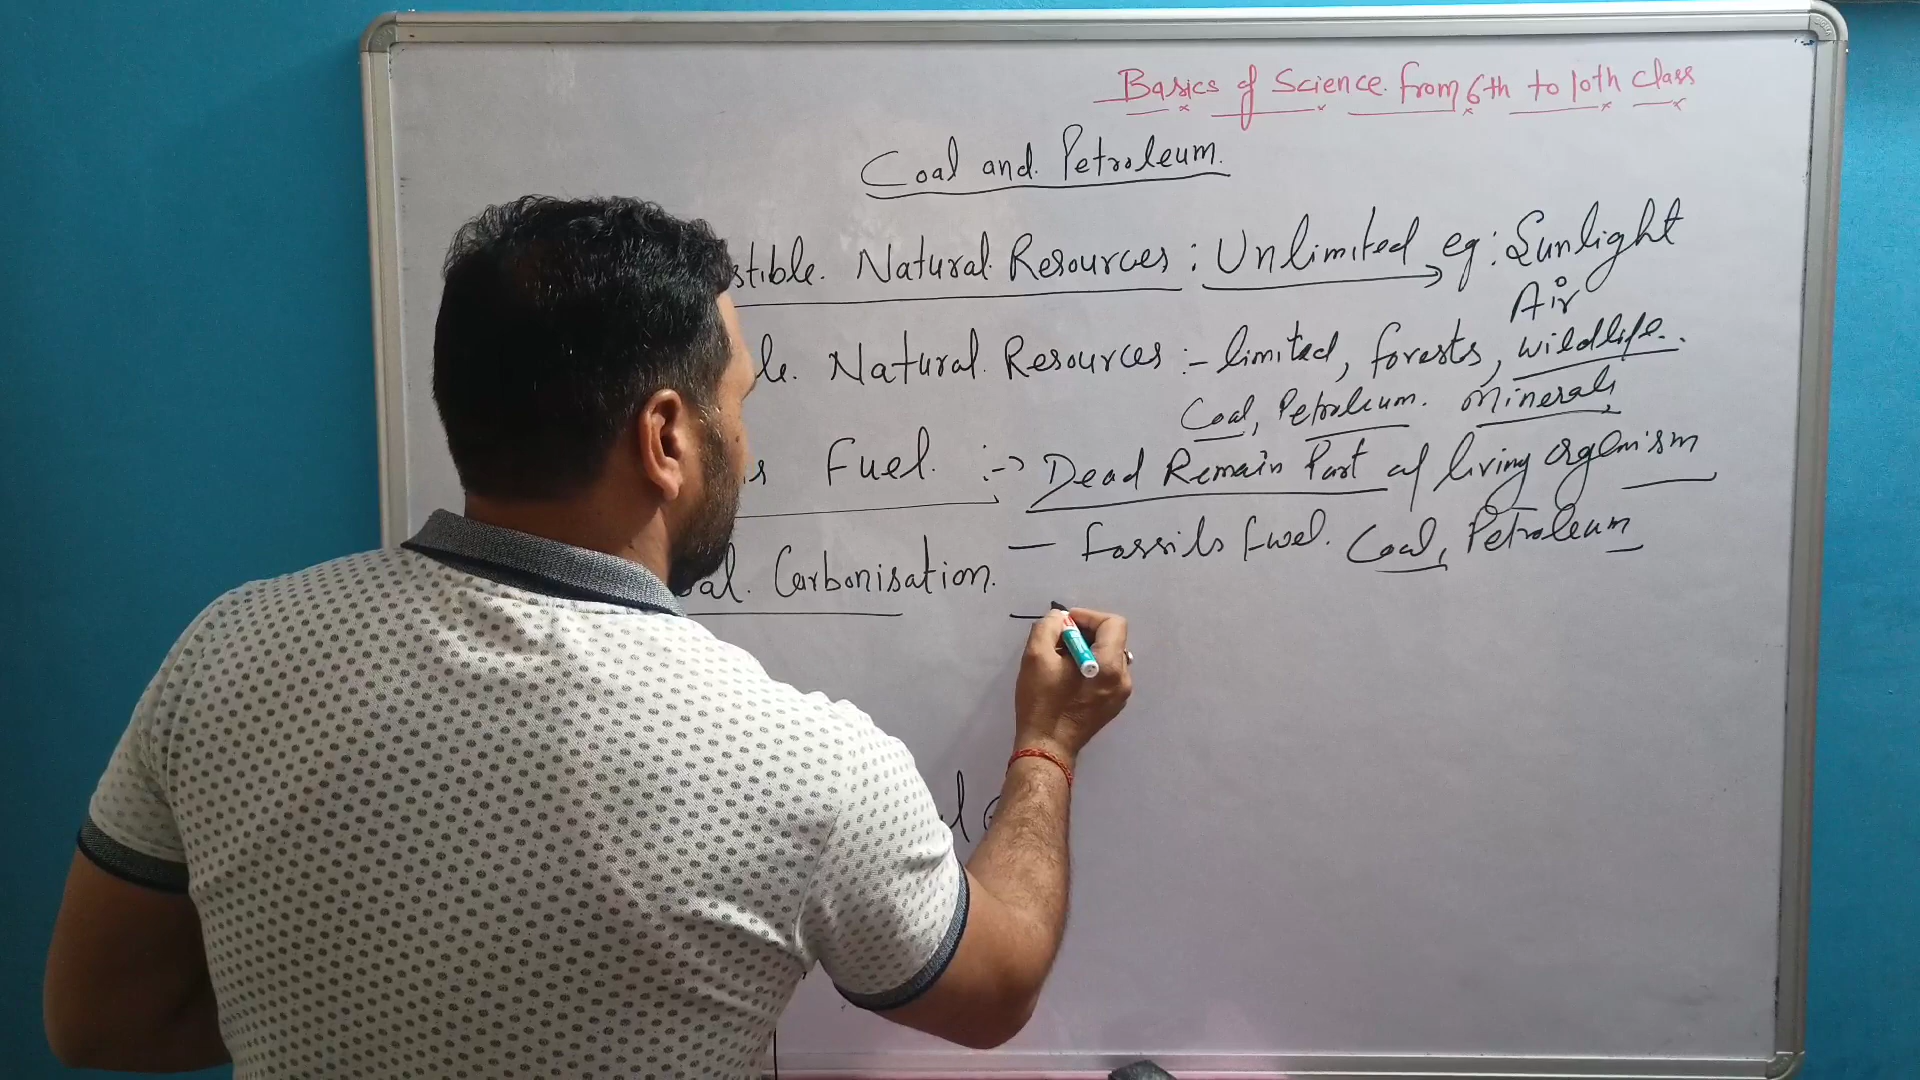 Basics of Science from 6th to 10th class
Coal and Petroleum.
stible. Natural Resources : Unlimited eg: Sunlight
Air
le. Natural Resources :- limited, forests, wildlife.
Coal, Petroleum. minerals
s Fuel. :-> Dead Remain Part of living orgenism
- fossils fuel. Coal, Petroleum
oal. Carbonisation. -